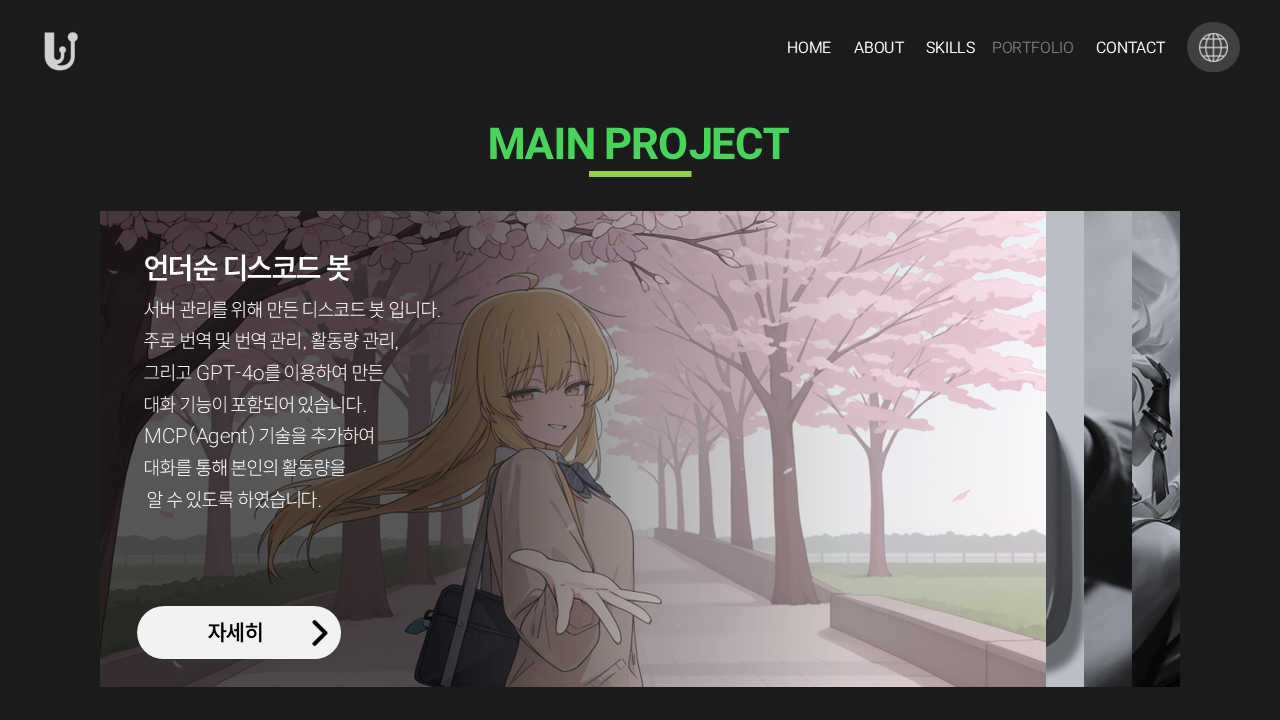 HOME ABOUT SKILLS PORTFOLIO CONTACT
MAIN PROJECT
언더순 디스코드 봇
서버 관리를 위해 만든 디스코드 봇 입니다.
주로 번역 및 번역 관리, 활동량 관리,
그리고 GPT-4o를 이용하여 만든
대화 기능이 포함되어 있습니다.
MCP(Agent) 기술을 추가하여
대화를 통해 본인의 활동량을
알 수 있도록 하였습니다.
자세히